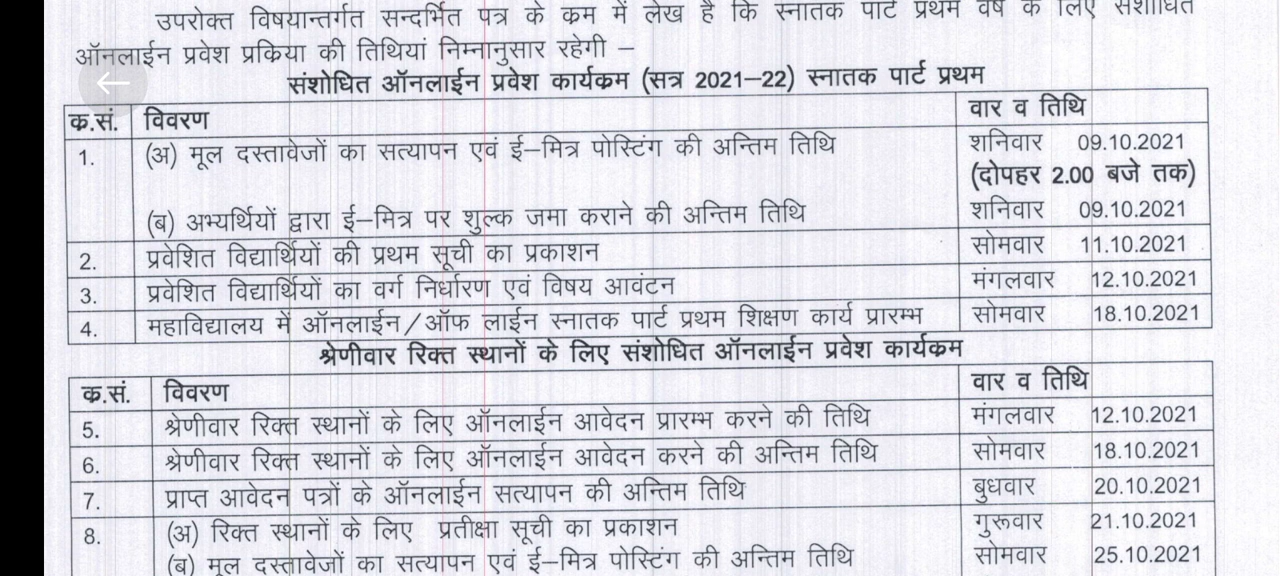 उपरोक्त विषयान्तर्गत सन्दर्भित पत्र के कम में लेख है कि स्नातक पार्ट प्रथम वर्ष के लिए संशोधित
ऑनलाईन प्रवेश प्रकिया की तिथियां निम्नानुसार रहेगी –
संशोधित ऑनलाईन प्रवेश कार्यकम (सत्र 2021–22) स्नातक पार्ट प्रथम
क.सं. विवरण वार व तिथि
1. (अ) मूल दस्तावेजों का सत्यापन एवं ई–मित्र पोस्टिंग की अन्तिम तिथि शनिवार 09.10.2021
(दोपहर 2.00 बजे तक)
(ब) अभ्यर्थियों द्वारा ई–मित्र पर शुल्क जमा कराने की अन्तिम तिथि शनिवार 09.10.2021
2. प्रवेशित विद्यार्थियों की प्रथम सूची का प्रकाशन सोमवार 11.10.2021
3. प्रवेशित विद्यार्थियों का वर्ग निर्धारण एवं विषय आवंटन मंगलवार 12.10.2021
4. महाविद्यालय में ऑनलाईन/ऑफ लाईन स्नातक पार्ट प्रथम शिक्षण कार्य प्रारम्भ सोमवार 18.10.2021
श्रेणीवार रिक्त स्थानों के लिए संशोधित ऑनलाईन प्रवेश कार्यकम
क.सं. विवरण वार व तिथि
5. श्रेणीवार रिक्त स्थानों के लिए ऑनलाईन आवेदन प्रारम्भ करने की तिथि मंगलवार 12.10.2021
6. श्रेणीवार रिक्त स्थानों के लिए ऑनलाईन आवेदन करने की अन्तिम तिथि सोमवार 18.10.2021
7. प्राप्त आवेदन पत्रों के ऑनलाईन सत्यापन की अन्तिम तिथि बुधवार 20.10.2021
8. (अ) रिक्त स्थानों के लिए प्रतीक्षा सूची का प्रकाशन गुरूवार 21.10.2021
(ब) मूल दस्तावेजों का सत्यापन एवं ई–मित्र पोस्टिंग की अन्तिम तिथि सोमवार 25.10.2021